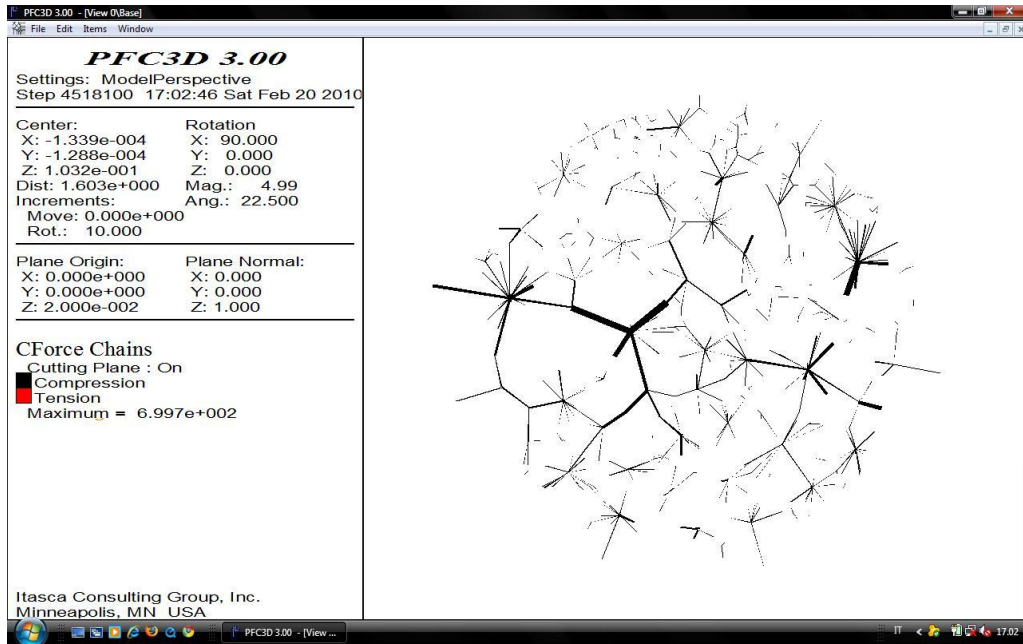 PFC3D 3.00 - [View 0\Base]
File Edit Items Window
PFC3D 3.00
Settings: ModelPerspective
Step 4518100 17:02:46 Sat Feb 20 2010
Center: Rotation
X: -1.339e-004 X: 90.000
Y: -1.288e-004 Y: 0.000
Z: 1.032e-001 Z: 0.000
Dist: 1.603e+000 Mag.: 4.99
Increments: Ang.: 22.500
Move: 0.000e+000
Rot.: 10.000
Plane Origin: Plane Normal:
X: 0.000e+000 X: 0.000
Y: 0.000e+000 Y: 0.000
Z: 2.000e-002 Z: 1.000
CForce Chains
Cutting Plane : On
Compression
Tension
Maximum = 6.997e+002
Itasca Consulting Group, Inc.
Minneapolis, MN USA
PFC3D 3.00 - [View ...
IT < 17.02